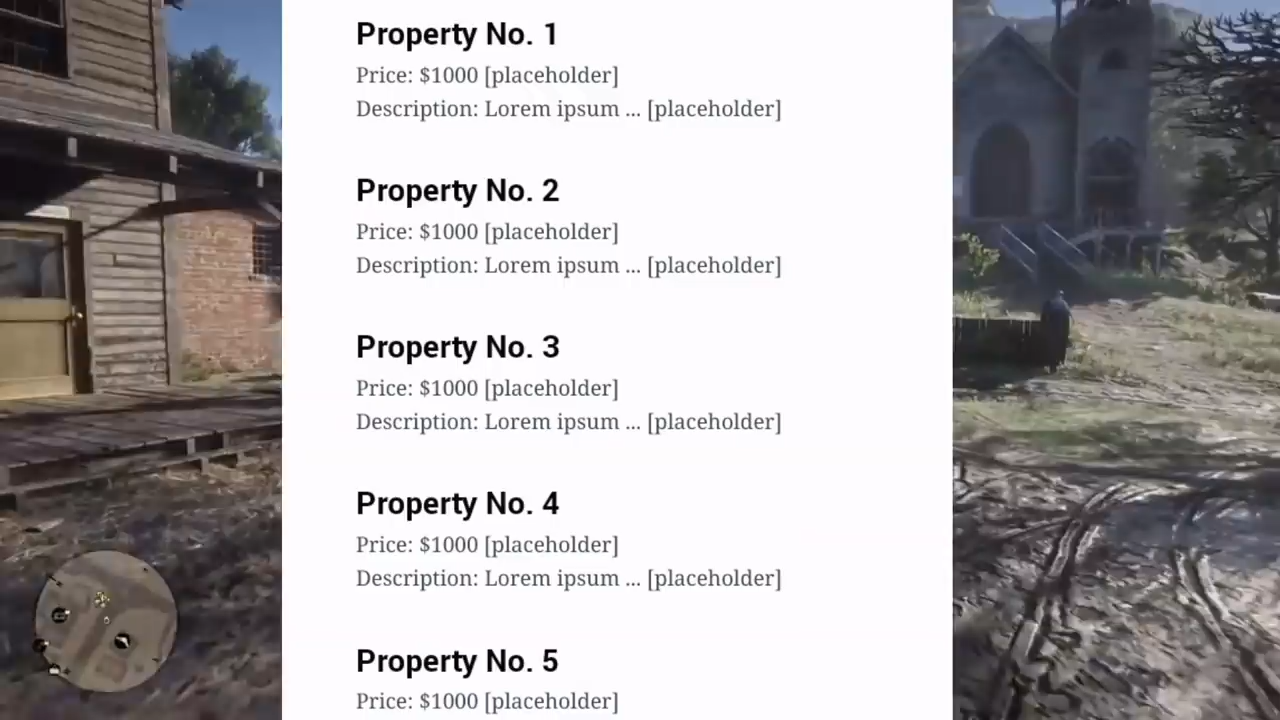 Property No. 1
Price: $1000 [placeholder]
Description: Lorem ipsum ... [placeholder]
Property No. 2
Price: $1000 [placeholder]
Description: Lorem ipsum ... [placeholder]
Property No. 3
Price: $1000 [placeholder]
Description: Lorem ipsum ... [placeholder]
Property No. 4
Price: $1000 [placeholder]
Description: Lorem ipsum ... [placeholder]
Property No. 5
Price: $1000 [placeholder]